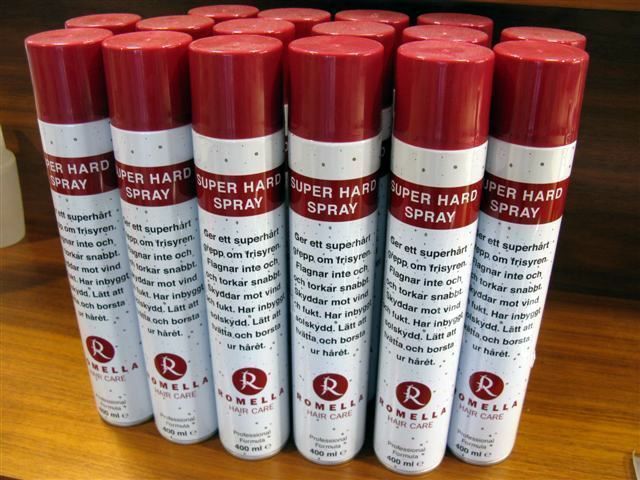 SUPER HARD
SPRAY
Ger ett superhårt
grepp om frisyren.
Flagnar inte och
och torkar snabbt.
Skyddar mot vind
och fukt. Har inbyggt
solskydd. Lätt att
tvätta och borsta
ur håret.
R
ROMELLA
HAIR CARE
Professional
Formula
400 ml e